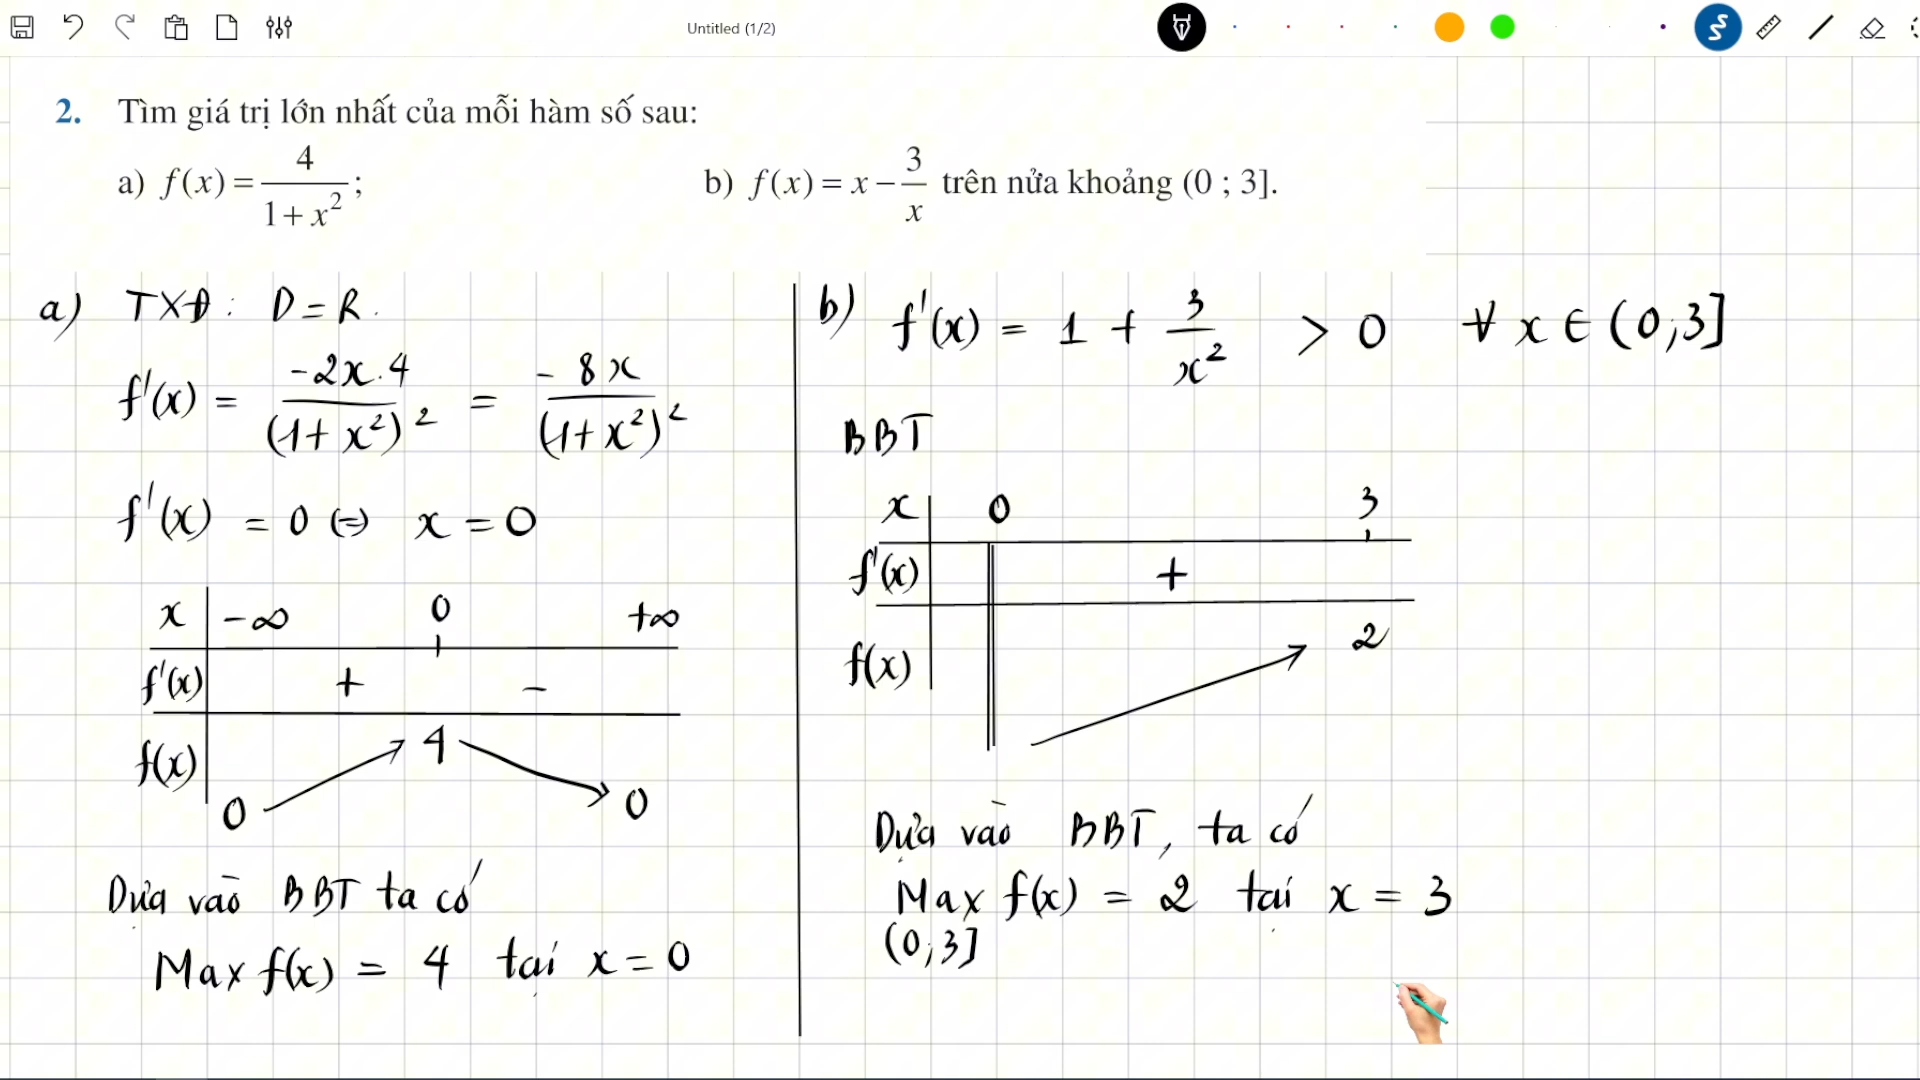 Untitled (1/2)
2. Tìm giá trị lớn nhất của mỗi hàm số sau:
a) f(x) = 4/(1 + x²);
b) f(x) = x − 3/x trên nửa khoảng (0 ; 3].
a) TXĐ: D = R.
f'(x) = -2x.4/(1 + x²)² = -8x/(1 + x²)²
f'(x) = 0 (=) x = 0
x -∞ 0 +∞
f'(x) + -
f(x) 0 4 0
Dựa vào BBT ta có
Max f(x) = 4 tại x = 0
b) f'(x) = 1 + 3/x² > 0 ∀ x ∈ (0;3]
BBT
x 0 3
f'(x) +
f(x) 2
Dựa vào BBT, ta có
Max f(x) = 2 tại x = 3
(0;3]